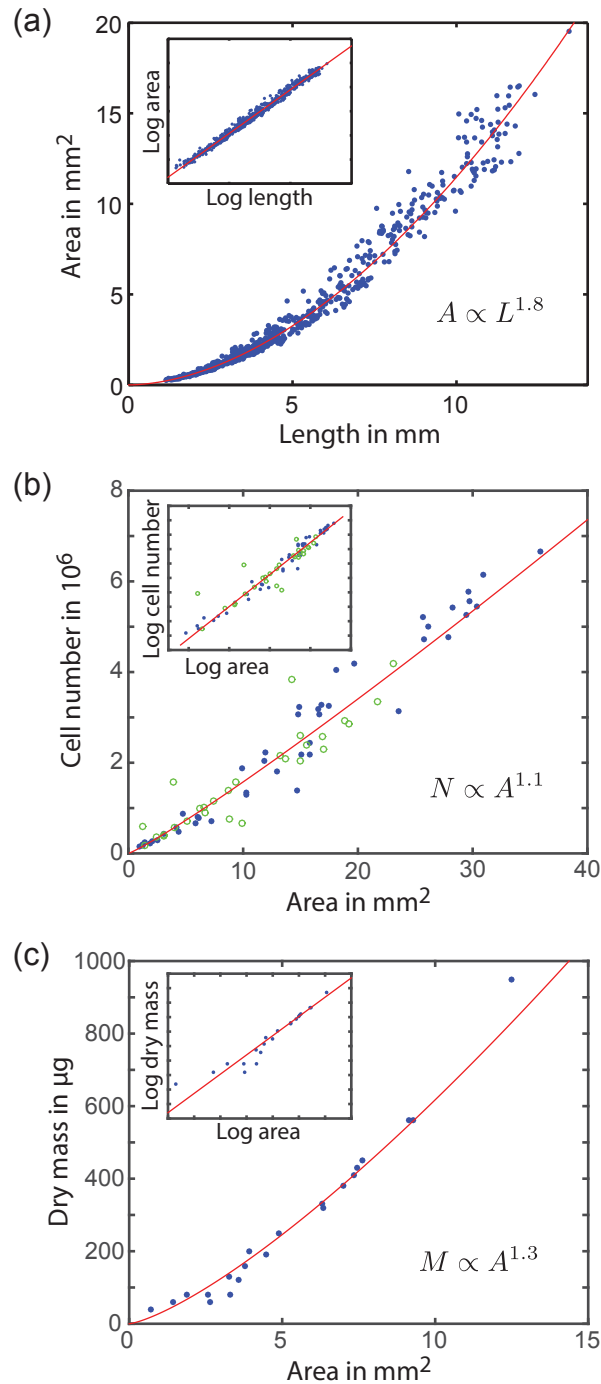 (a)
20
15
10
5
0
Area in mm²
Log area
Log length
A ∝ L^1.8
0
5
10
Length in mm
(b)
8
6
4
2
0
Cell number in 10⁶
Log cell number
Log area
N ∝ A^1.1
0
10
20
30
40
Area in mm²
(c)
1000
800
600
400
200
0
Dry mass in µg
Log dry mass
Log area
M ∝ A^1.3
0
5
10
15
Area in mm²